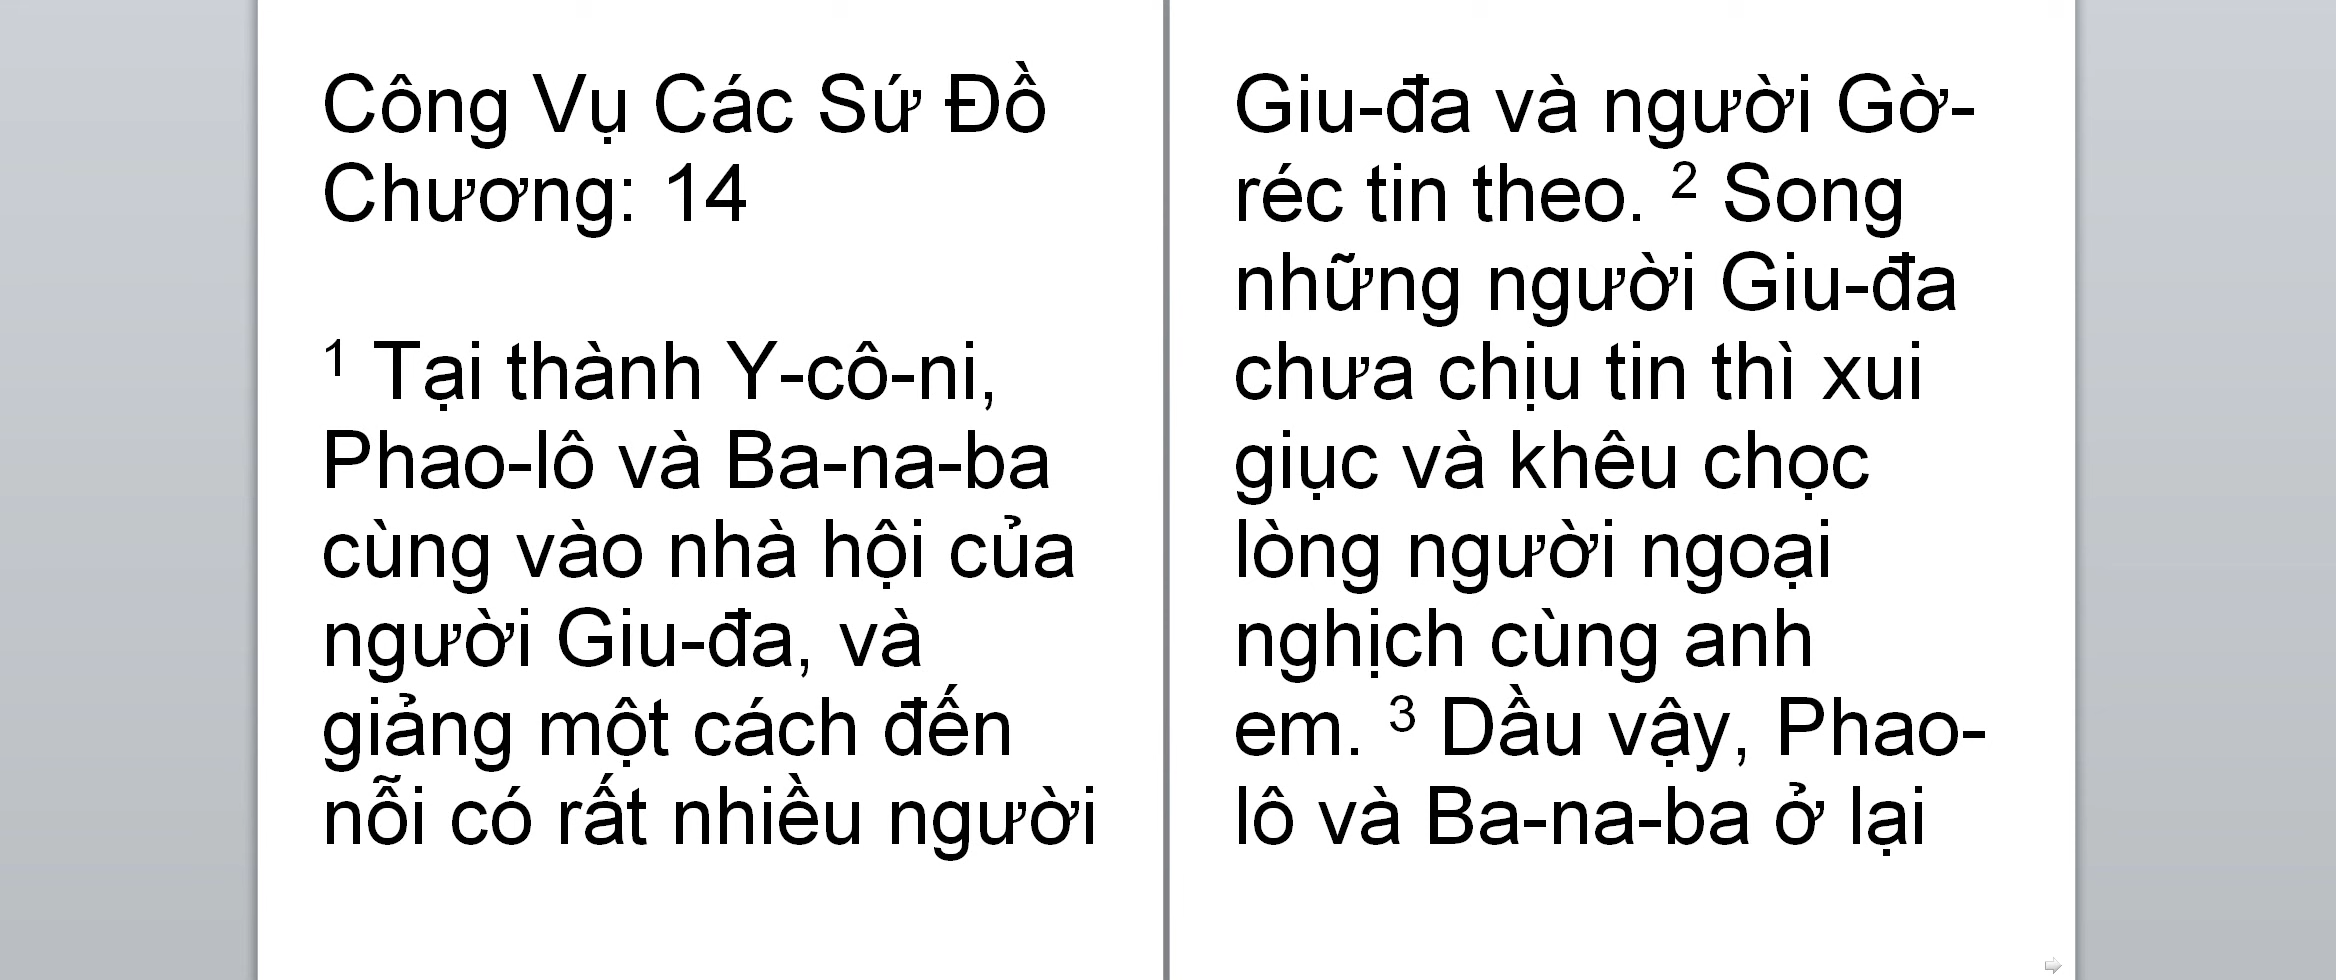 Công Vụ Các Sứ Đồ
Chương: 14
1 Tại thành Y-cô-ni,
Phao-lô và Ba-na-ba
cùng vào nhà hội của
người Giu-đa, và
giảng một cách đến
nỗi có rất nhiều người
Giu-đa và người Gờ-
réc tin theo. 2 Song
những người Giu-đa
chưa chịu tin thì xui
giục và khêu chọc
lòng người ngoại
nghịch cùng anh
em. 3 Dầu vậy, Phao-
lô và Ba-na-ba ở lại